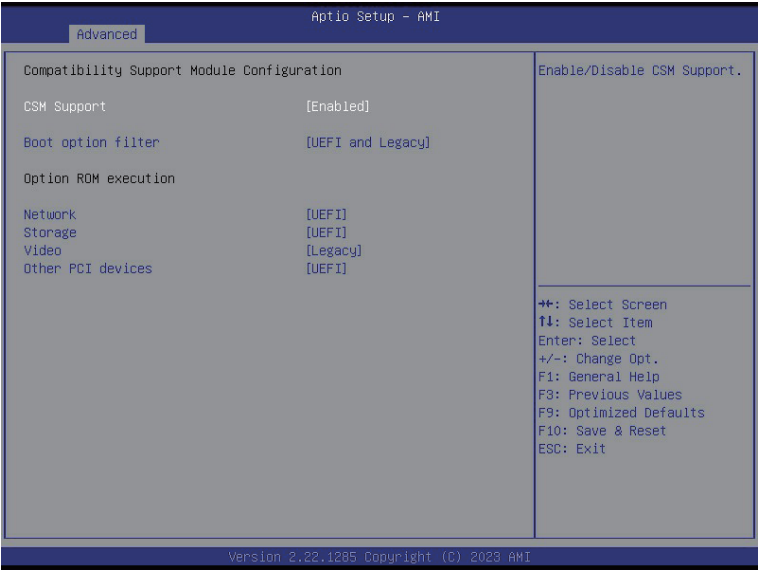 Aptio Setup – AMI
Advanced
Compatibility Support Module Configuration
CSM Support [Enabled]
Boot option filter [UEFI and Legacy]
Option ROM execution
Network [UEFI]
Storage [UEFI]
Video [Legacy]
Other PCI devices [UEFI]
Enable/Disable CSM Support.
→←: Select Screen
↑↓: Select Item
Enter: Select
+/-: Change Opt.
F1: General Help
F3: Previous Values
F9: Optimized Defaults
F10: Save & Reset
ESC: Exit
Version 2.22.1285 Copyright (C) 2023 AMI